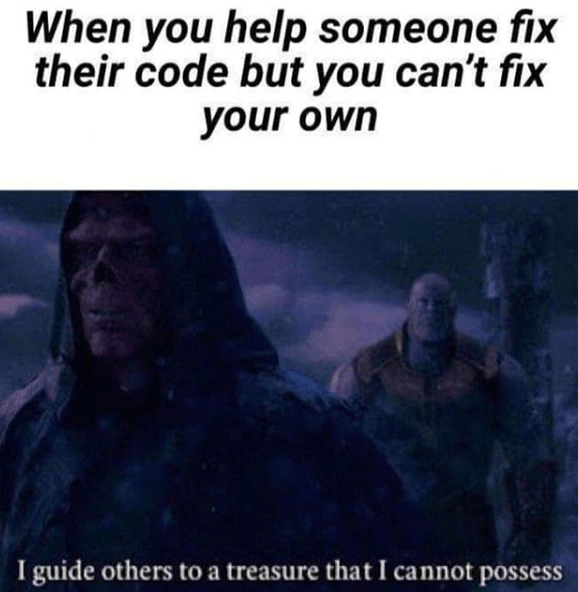 When you help someone fix
their code but you can't fix
your own
I guide others to a treasure that I cannot possess